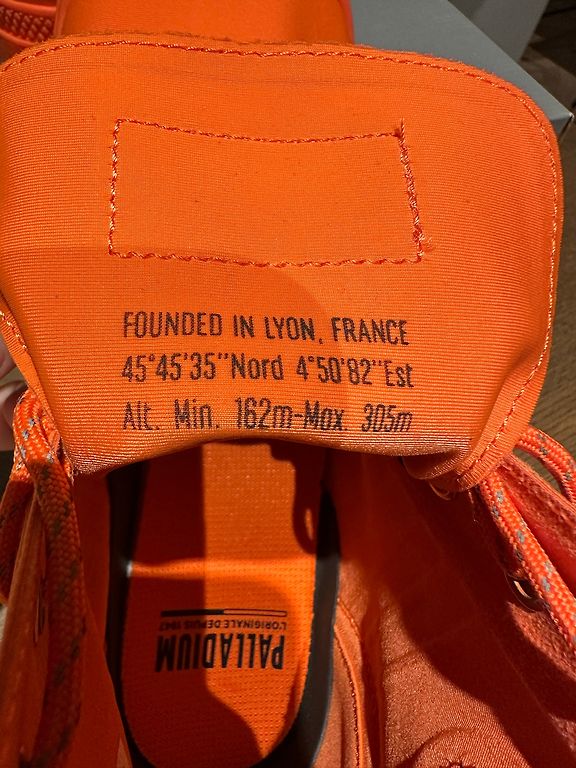 FOUNDED IN LYON, FRANCE
45°45'35"Nord 4°50'82"Est
Alt. Min. 162m-Max. 305m
PALLADIUM
L'ORIGINALE DEPUIS 1947